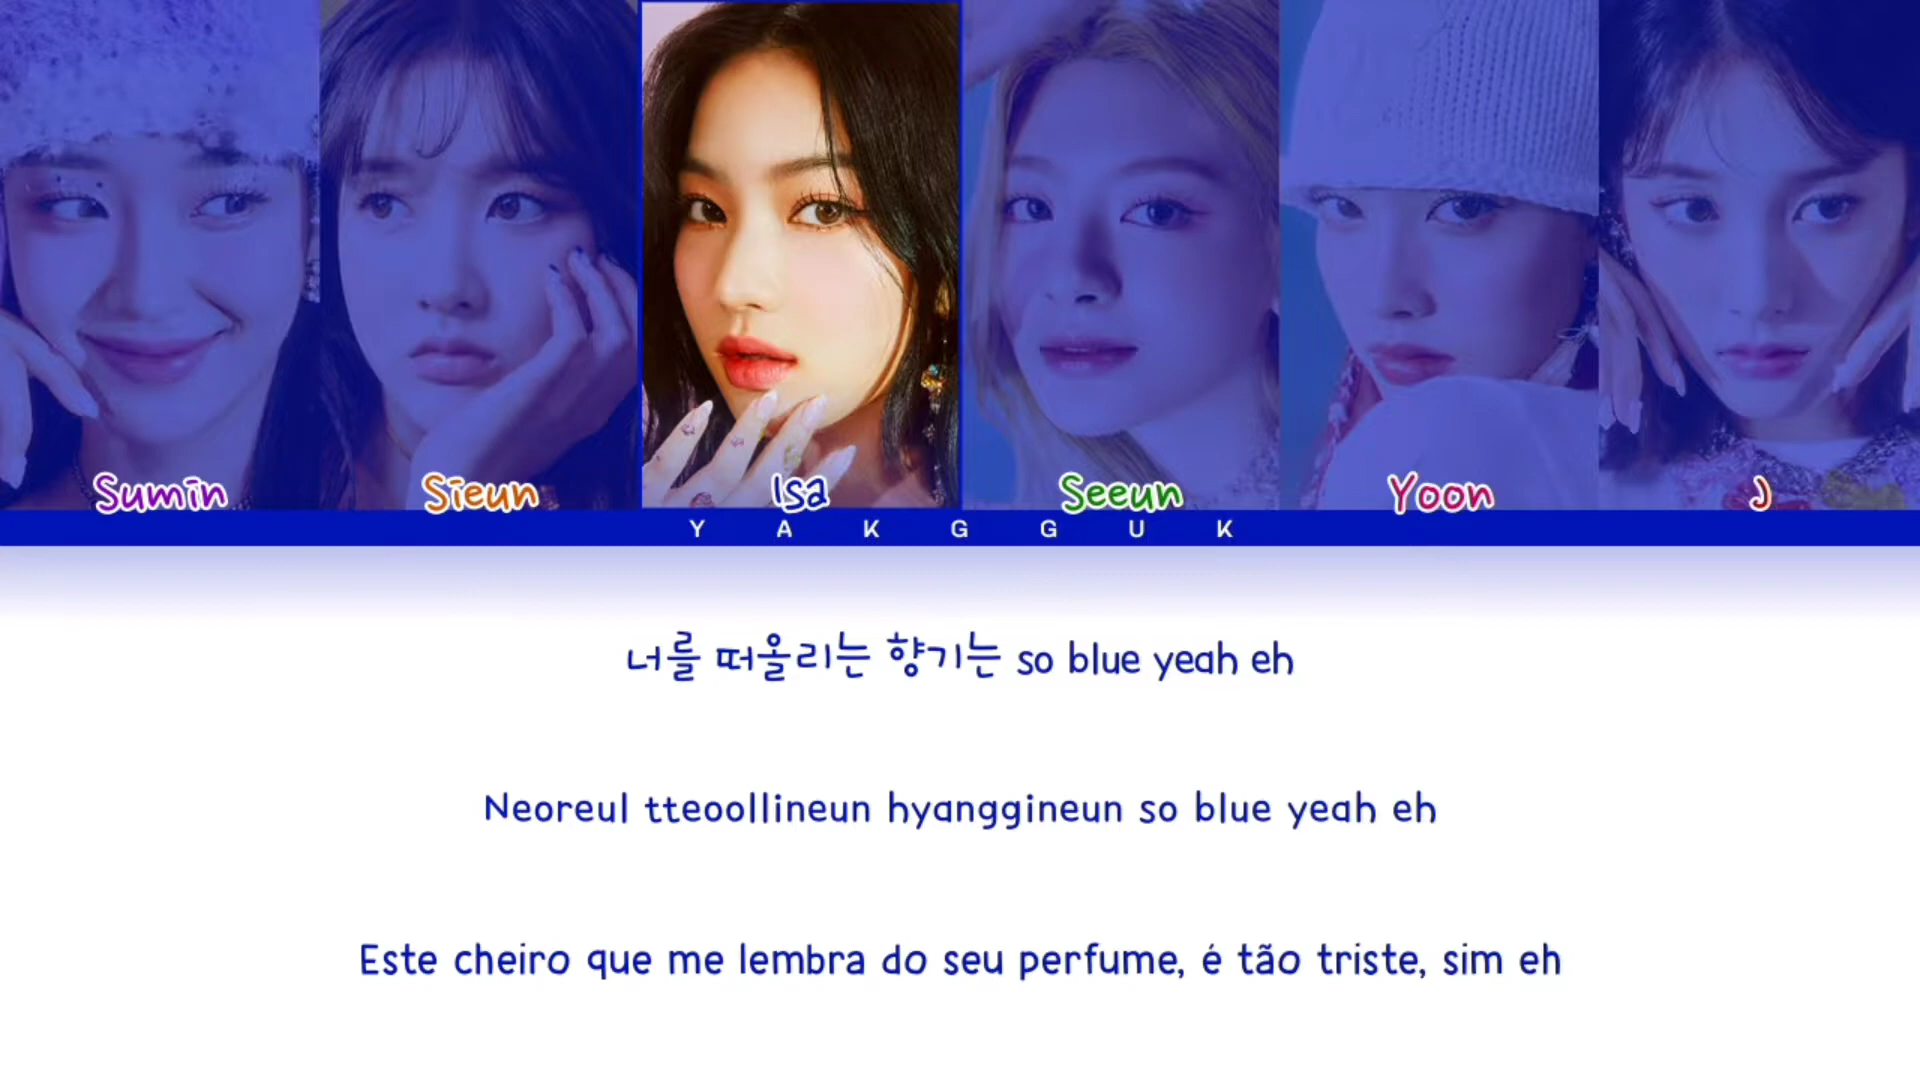 Sumin
Sieun
Isa
Seeun
Yoon
J
YAKGGUK
너를 떠올리는 향기는 so blue yeah eh
Neoreul tteoollineun hyanggineun so blue yeah eh
Este cheiro que me lembra do seu perfume, é tão triste, sim eh